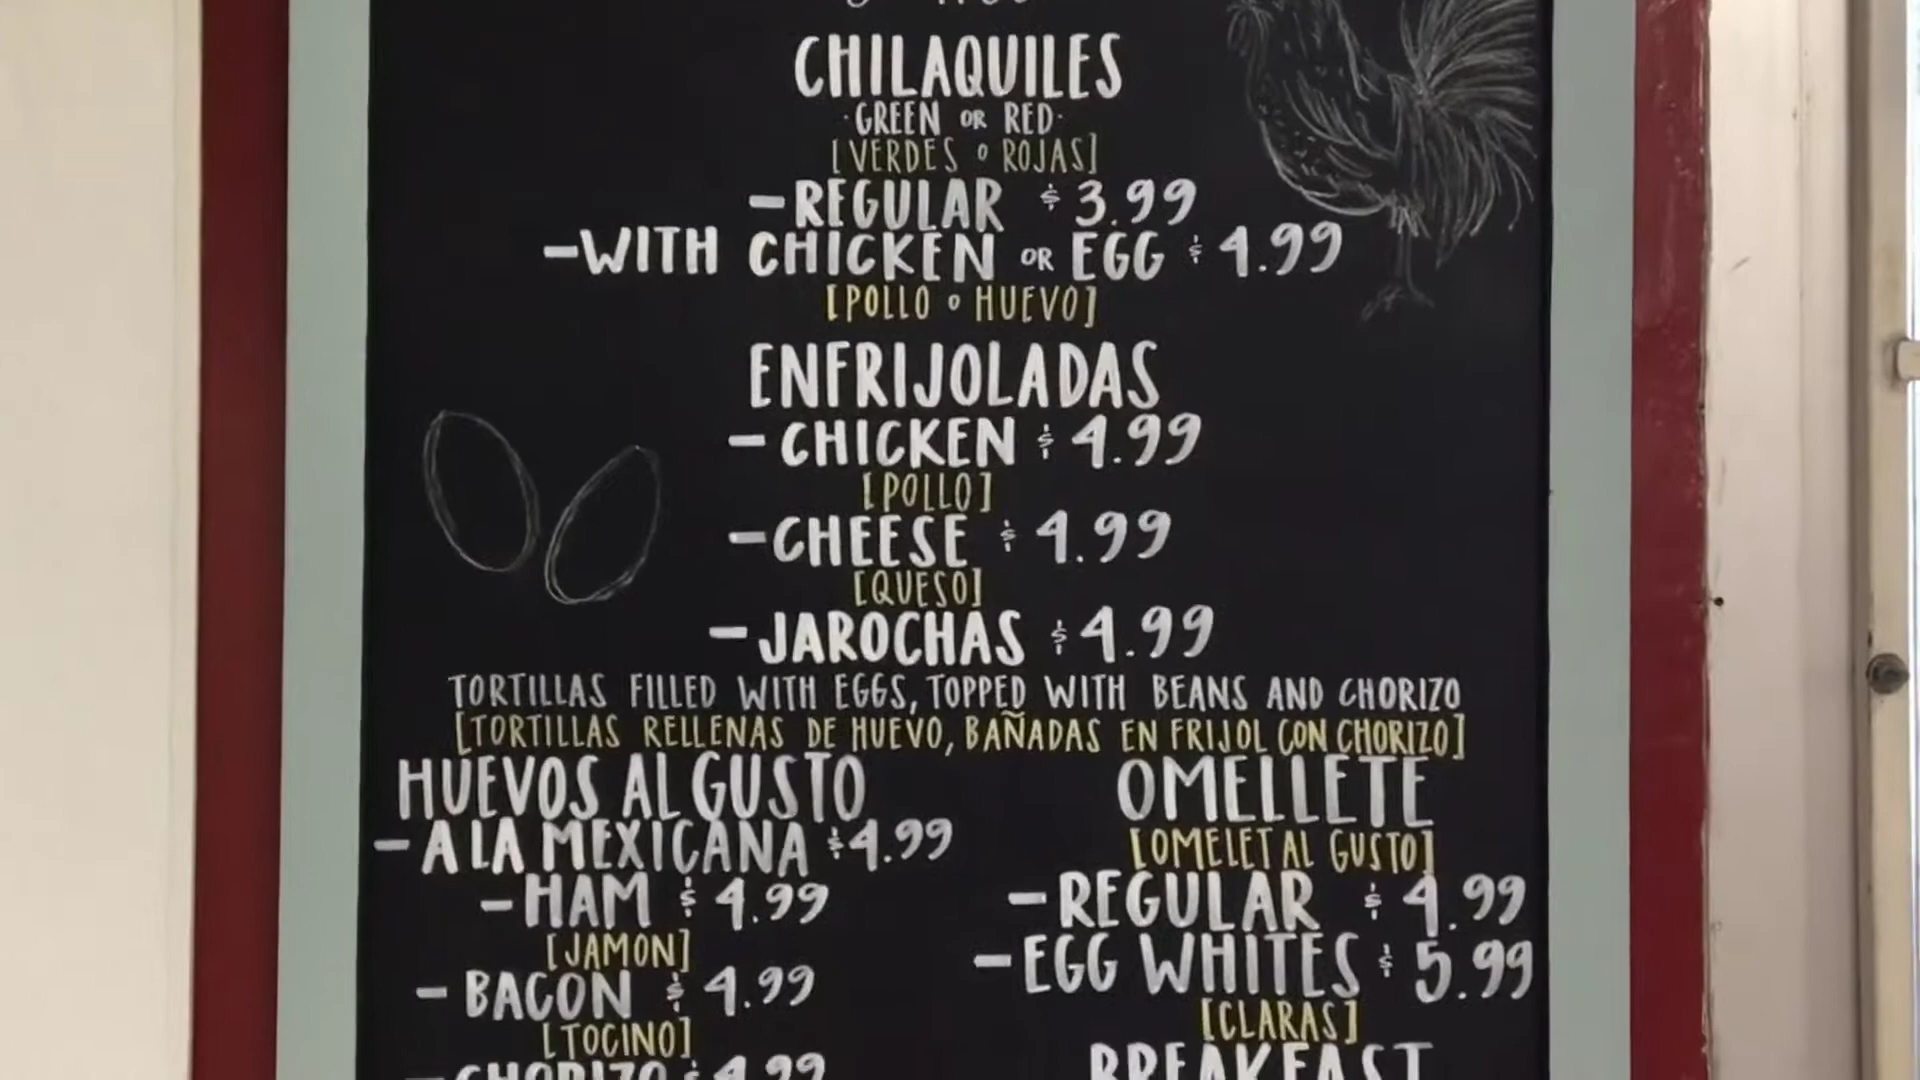 CHILAQUILES
·GREEN OR RED·
[VERDES O ROJAS]
-REGULAR $3.99
-WITH CHICKEN OR EGG $4.99
[POLLO O HUEVO]
ENFRIJOLADAS
-CHICKEN $4.99
[POLLO]
-CHEESE $4.99
[QUESO]
-JAROCHAS $4.99
TORTILLAS FILLED WITH EGGS, TOPPED WITH BEANS AND CHORIZO
[TORTILLAS RELLENAS DE HUEVO, BAÑADAS EN FRIJOL CON CHORIZO]
HUEVOS AL GUSTO
-A LA MEXICANA $4.99
-HAM $4.99
[JAMON]
-BACON $4.99
[TOCINO]
-CHORIZO $4.99
OMELLETE
[OMELET AL GUSTO]
-REGULAR $4.99
-EGG WHITES $5.99
[CLARAS]
BREAKFAST